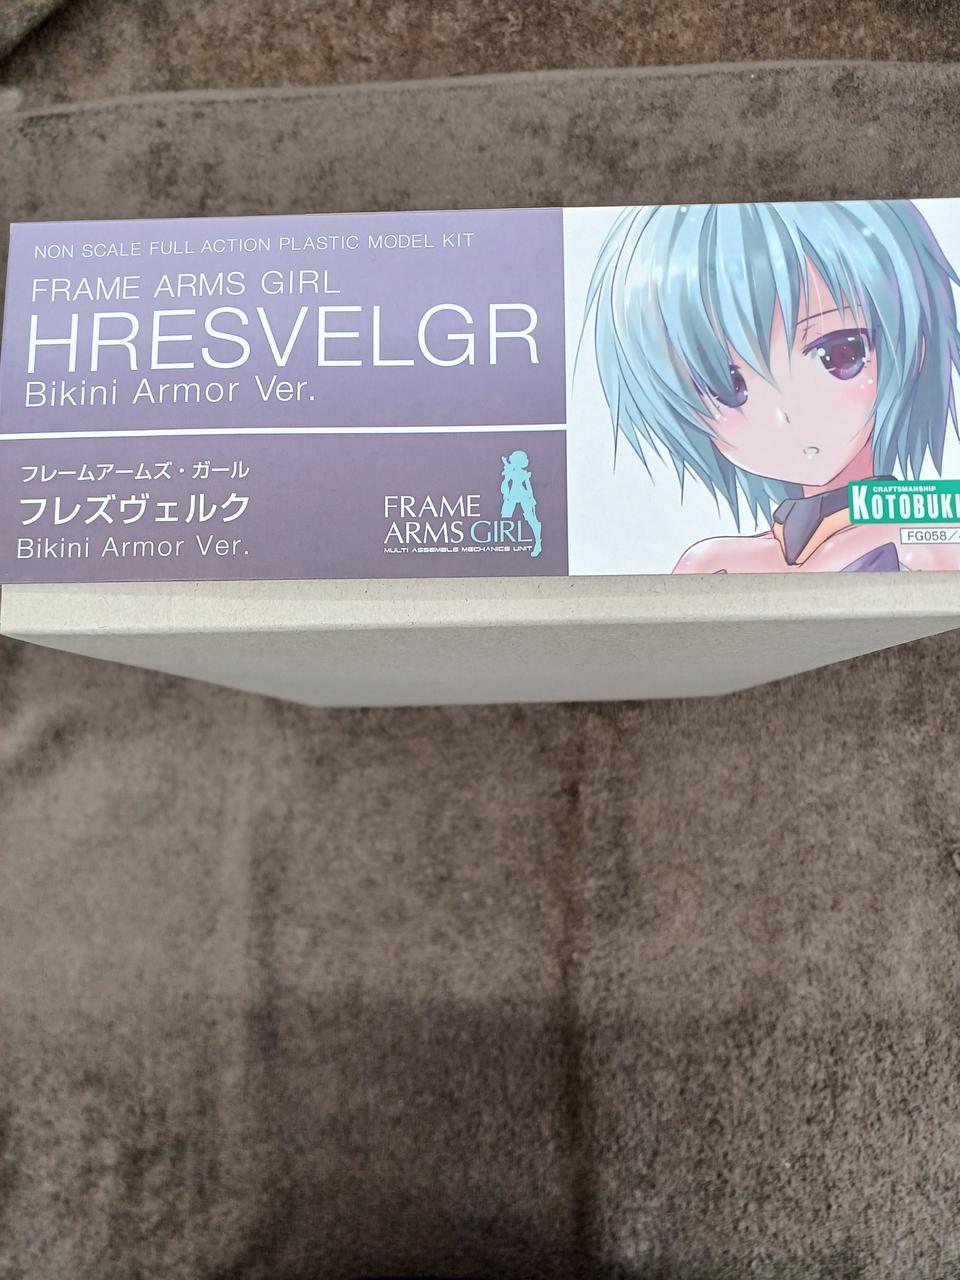 NON SCALE FULL ACTION PLASTIC MODEL KIT
FRAME ARMS GIRL
HRESVELGR
Bikini Armor Ver.
フレームアームズ・ガール
フレズヴェルク
Bikini Armor Ver.
FRAME
ARMS GIRL
MULTI ASSEMBLE MECHANICS UNIT
CRAFTSMANSHIP
KOTOBUK
FG058/